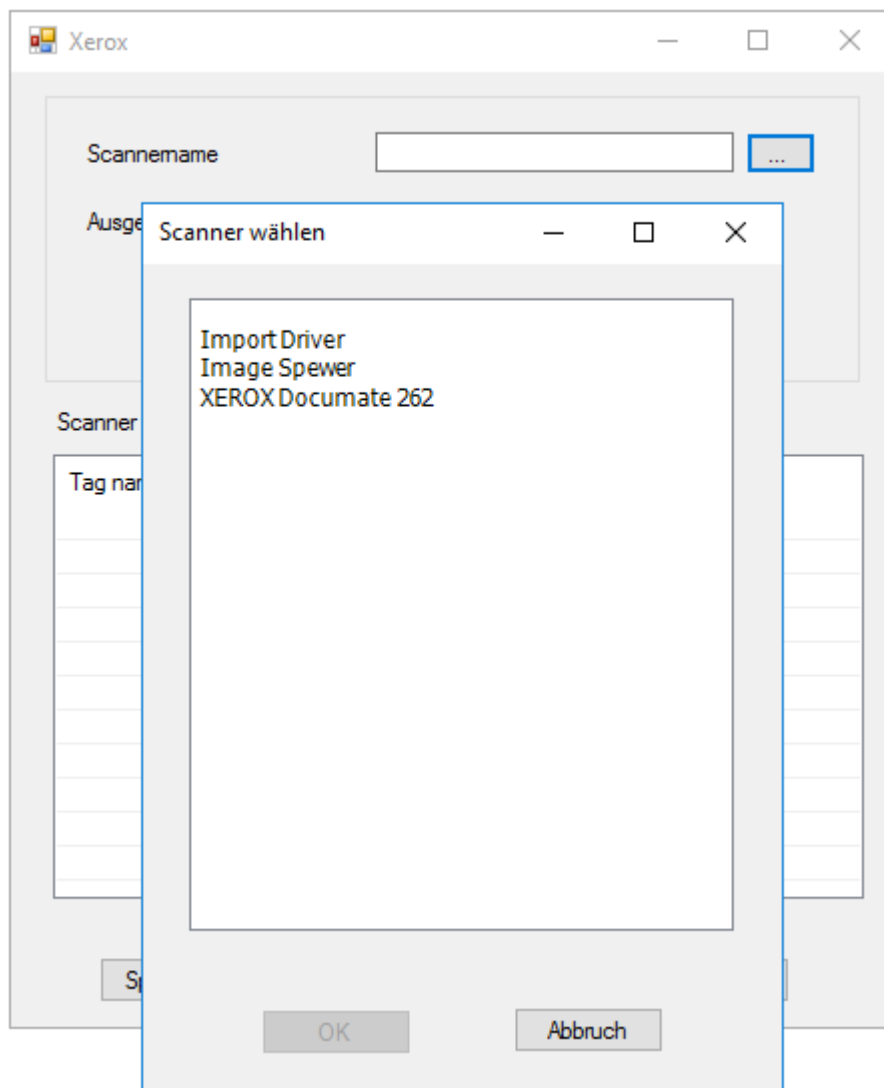 Xerox
Scannername
...
Ausge
Scanner wählen
Import Driver
Image Spewer
XEROX Documate 262
Scanner
Tag nar
Sp
OK
Abbruch